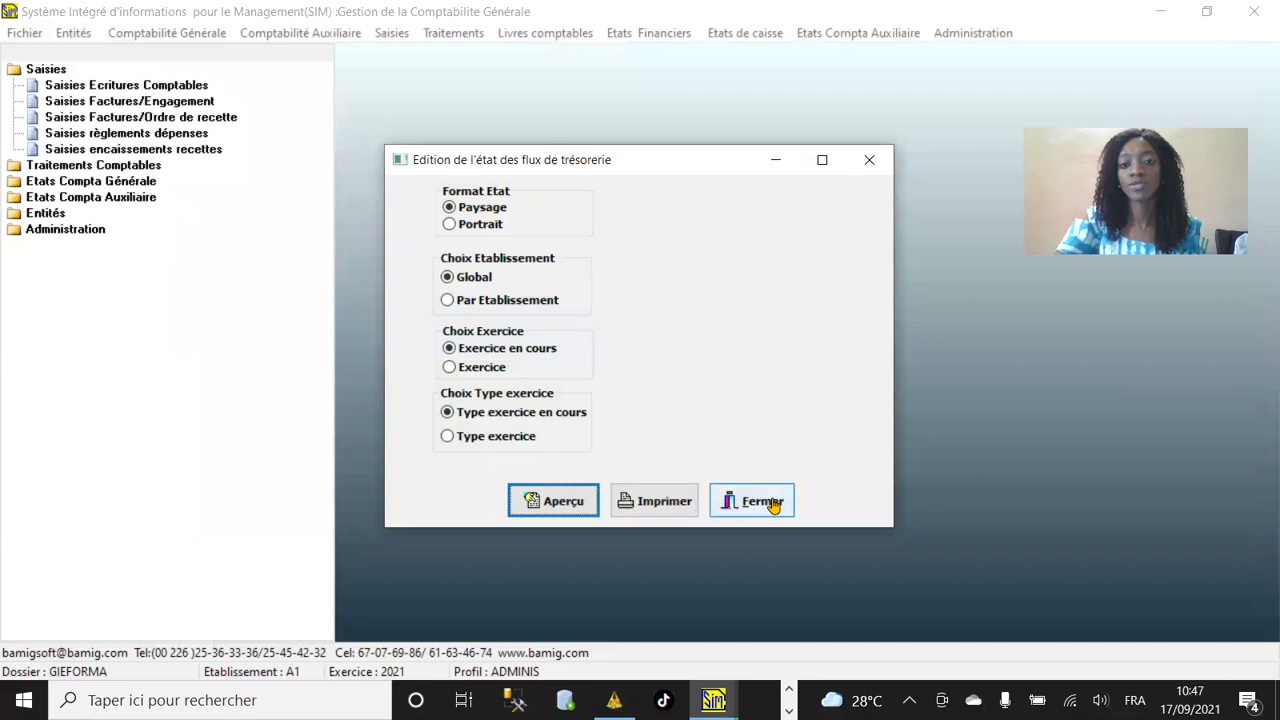 Système Intégré d'informations pour le Management(SIM) :Gestion de la Comptabilite Générale
Fichier Entités Comptabilité Générale Comptabilité Auxiliaire Saisies Traitements Livres comptables Etats Financiers Etats de caisse Etats Compta Auxiliaire Administration
Saisies
Saisies Ecritures Comptables
Saisies Factures/Engagement
Saisies Factures/Ordre de recette
Saisies règlements dépenses
Saisies encaissements recettes
Traitements Comptables
Etats Compta Générale
Etats Compta Auxiliaire
Entités
Administration
Edition de l'état des flux de trésorerie
Format Etat
Paysage
Portrait
Choix Etablissement
Global
Par Etablissement
Choix Exercice
Exercice en cours
Exercice
Choix Type exercice
Type exercice en cours
Type exercice
Aperçu Imprimer Fermer
bamigsoft@bamig.com Tel:(00 226 )25-36-33-36/25-45-42-32 Cel: 67-07-69-86/ 61-63-46-74 www.bamig.com
Dossier : GIEFORMA Etablissement : A1 Exercice : 2021 Profil : ADMINIS
Taper ici pour rechercher SIM 28°C FRA 10:47
17/09/2021 4